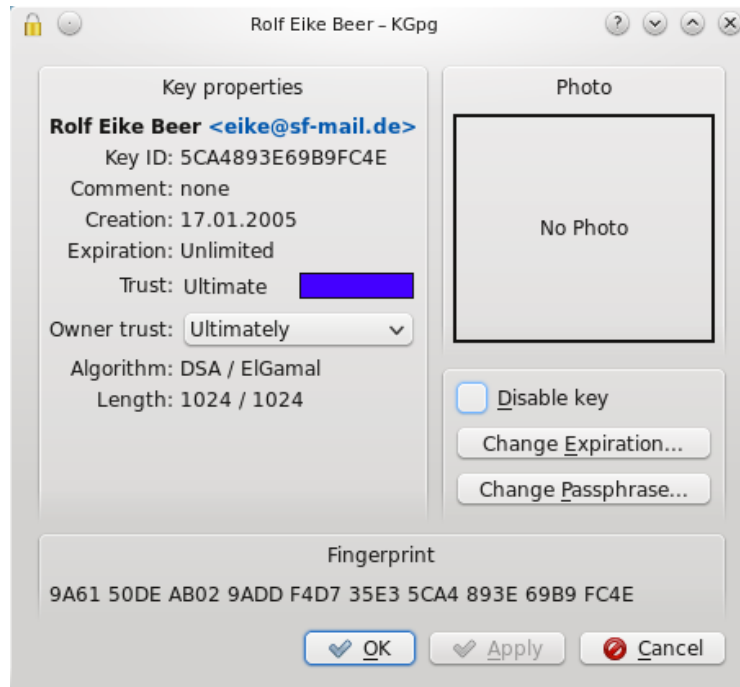 Rolf Eike Beer – KGpg
Key properties
Rolf Eike Beer <eike@sf-mail.de>
Key ID: 5CA4893E69B9FC4E
Comment: none
Creation: 17.01.2005
Expiration: Unlimited
Trust: Ultimate
Owner trust: Ultimately
Algorithm: DSA / ElGamal
Length: 1024 / 1024
Photo
No Photo
Disable key
Change Expiration...
Change Passphrase...
Fingerprint
9A61 50DE AB02 9ADD F4D7 35E3 5CA4 893E 69B9 FC4E
OK
Apply
Cancel